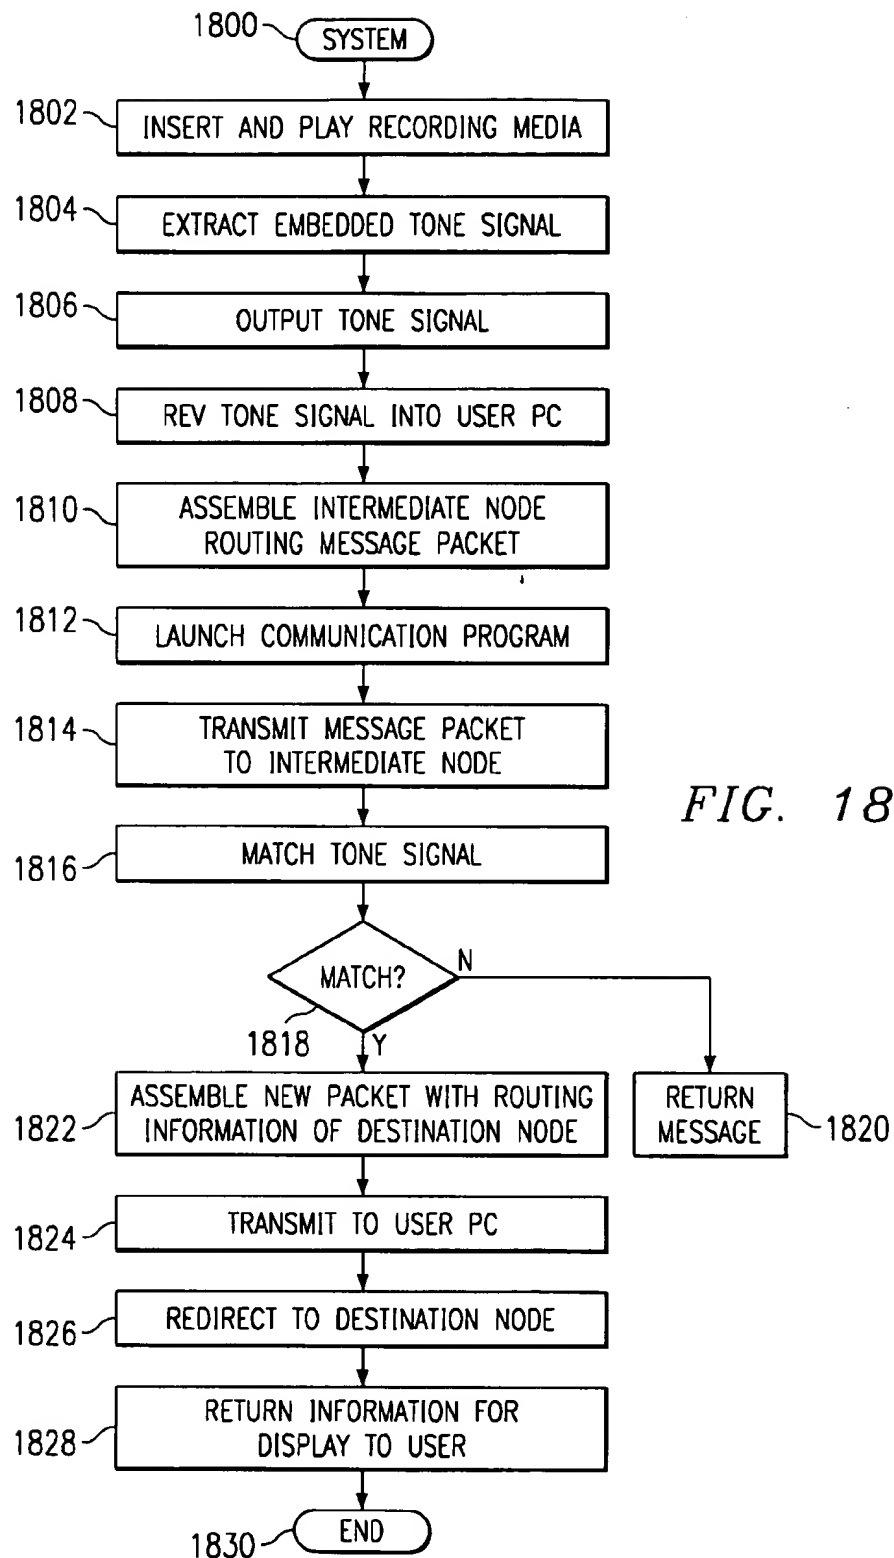 1800
SYSTEM
1802
INSERT AND PLAY RECORDING MEDIA
1804
EXTRACT EMBEDDED TONE SIGNAL
1806
OUTPUT TONE SIGNAL
1808
REV TONE SIGNAL INTO USER PC
1810
ASSEMBLE INTERMEDIATE NODE
ROUTING MESSAGE PACKET
1812
LAUNCH COMMUNICATION PROGRAM
1814
TRANSMIT MESSAGE PACKET
TO INTERMEDIATE NODE
FIG. 18
1816
MATCH TONE SIGNAL
MATCH?
N
1818
Y
1822
ASSEMBLE NEW PACKET WITH ROUTING
INFORMATION OF DESTINATION NODE
RETURN
MESSAGE
1820
1824
TRANSMIT TO USER PC
1826
REDIRECT TO DESTINATION NODE
1828
RETURN INFORMATION FOR
DISPLAY TO USER
1830
END